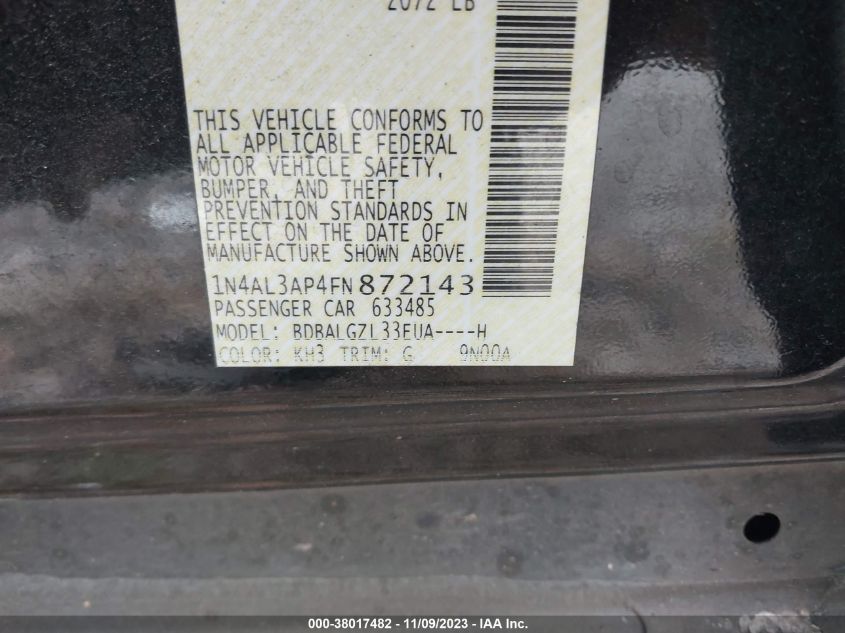 2072 LB
THIS VEHICLE CONFORMS TO
ALL APPLICABLE FEDERAL
MOTOR VEHICLE SAFETY,
BUMPER, AND THEFT
PREVENTION STANDARDS IN
EFFECT ON THE DATE OF
MANUFACTURE SHOWN ABOVE.
1N4AL3AP4FN872143
PASSENGER CAR 633485
MODEL: BDBALGZL33EUA----H
COLOR: KH3 TRIM: G 9N00A
000-38017482 - 11/09/2023 - IAA Inc.